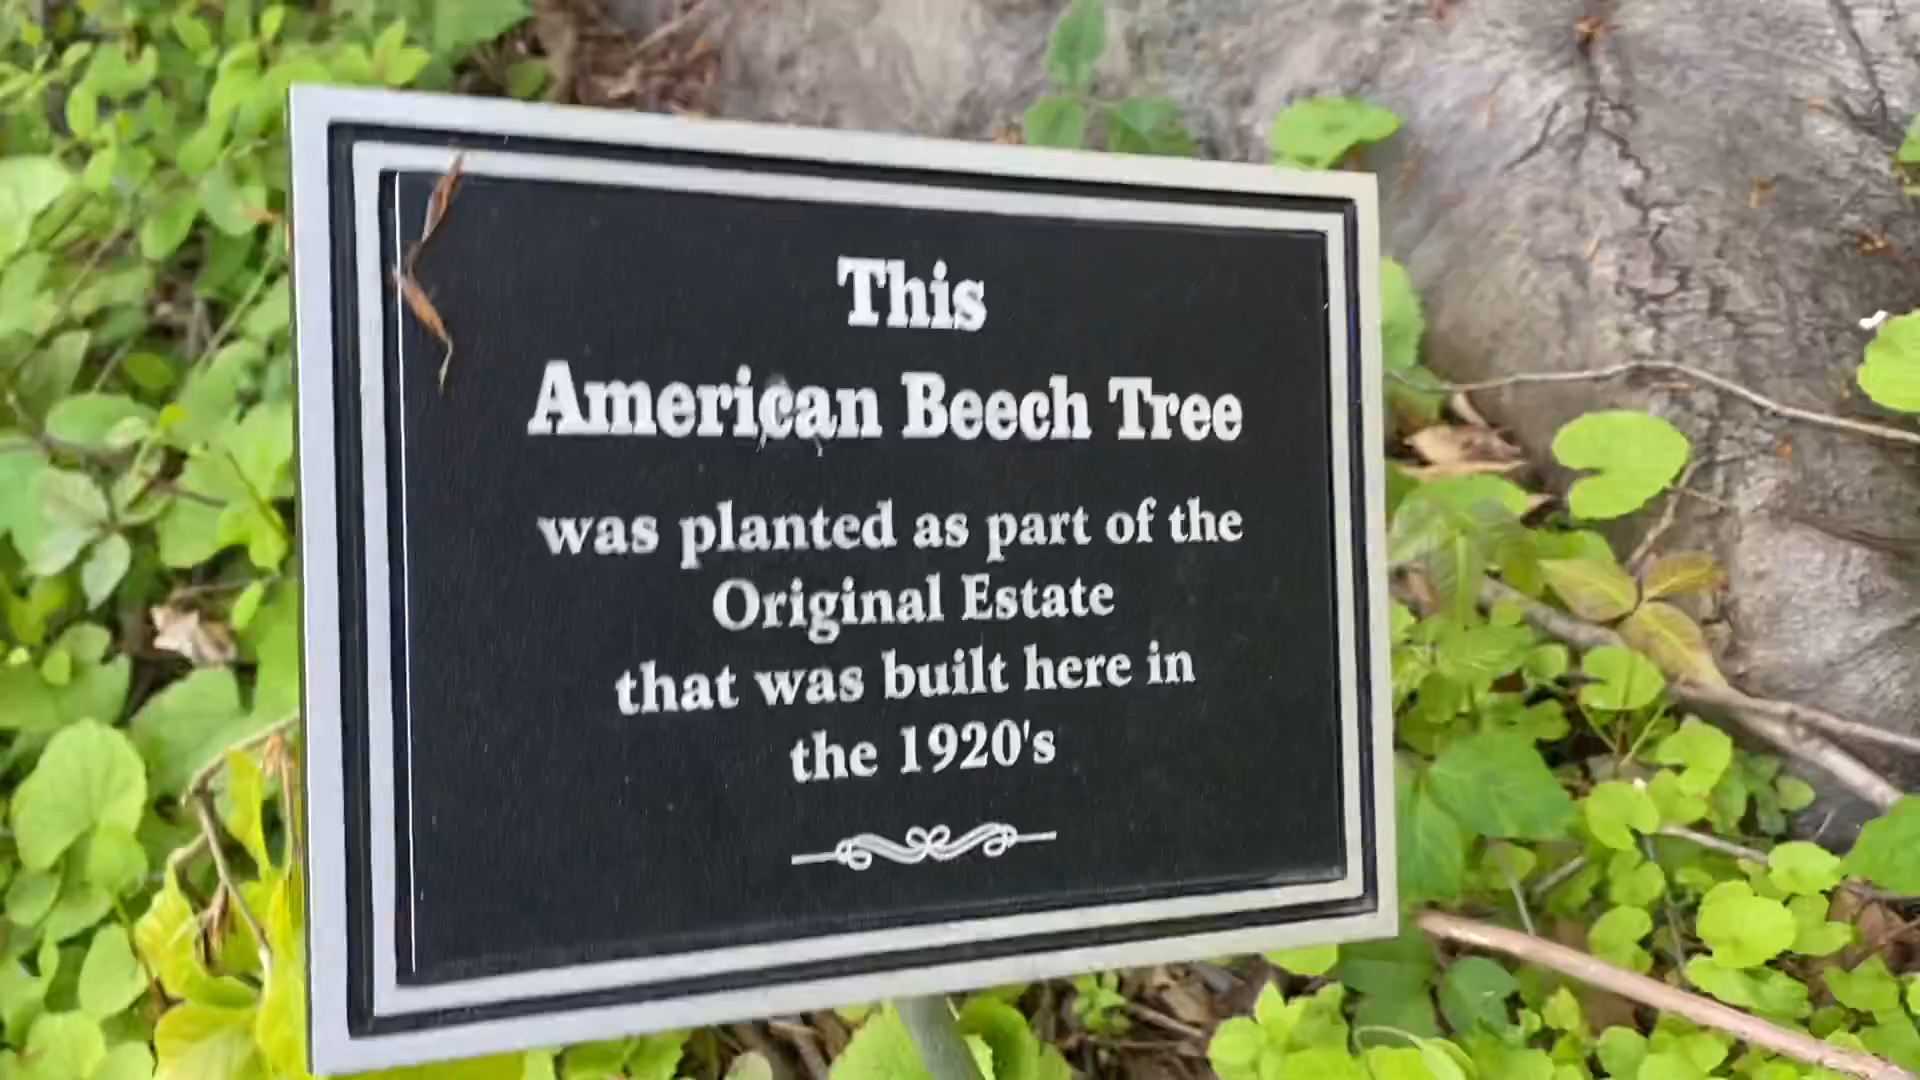 This
American Beech Tree
was planted as part of the
Original Estate
that was built here in
the 1920's